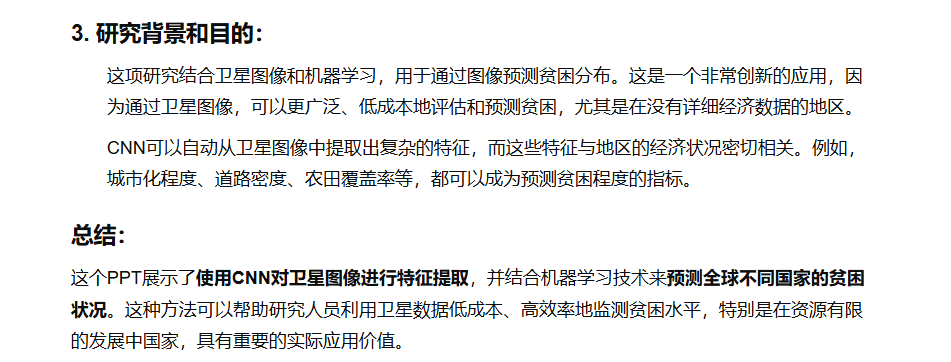 3. 研究背景和目的：
这项研究结合卫星图像和机器学习，用于通过图像预测贫困分布。这是一个非常创新的应用，因
为通过卫星图像，可以更广泛、低成本地评估和预测贫困，尤其是在没有详细经济数据的地区。
CNN可以自动从卫星图像中提取出复杂的特征，而这些特征与地区的经济状况密切相关。例如，
城市化程度、道路密度、农田覆盖率等，都可以成为预测贫困程度的指标。
总结：
这个PPT展示了使用CNN对卫星图像进行特征提取，并结合机器学习技术来预测全球不同国家的贫困
状况。这种方法可以帮助研究人员利用卫星数据低成本、高效率地监测贫困水平，特别是在资源有限
的发展中国家，具有重要的实际应用价值。